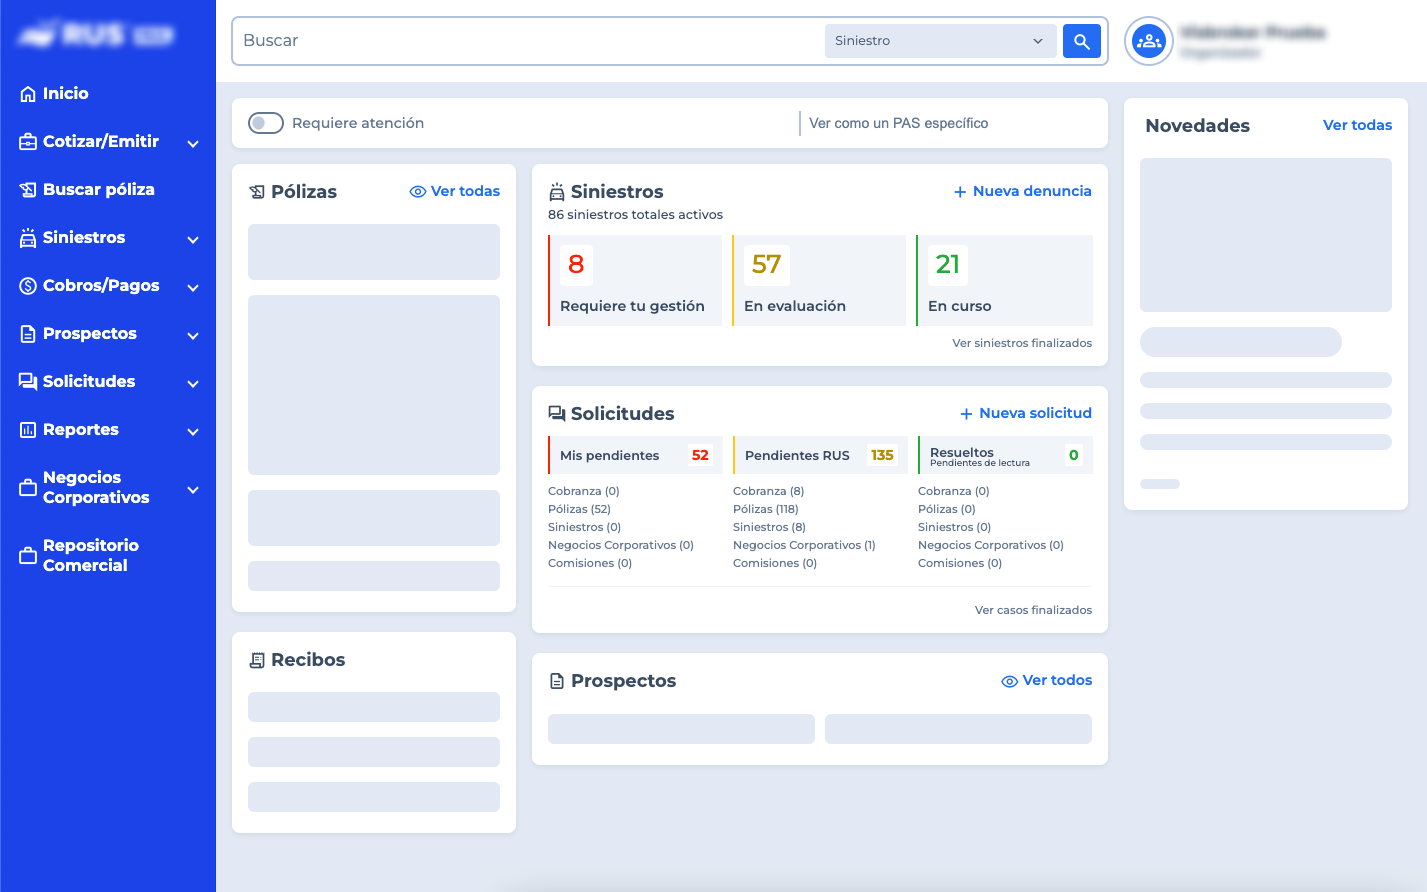 RUS
Inicio
Cotizar/Emitir
Buscar póliza
Siniestros
Cobros/Pagos
Prospectos
Solicitudes
Reportes
Negocios
Corporativos
Repositorio
Comercial
Buscar
Siniestro
Requiere atención
Ver como un PAS específico
Pólizas
Ver todas
Recibos
Siniestros
Nueva denuncia
86 siniestros totales activos
8
Requiere tu gestión
57
En evaluación
21
En curso
Ver siniestros finalizados
Solicitudes
Nueva solicitud
Mis pendientes 52
Cobranza (0)
Pólizas (52)
Siniestros (0)
Negocios Corporativos (0)
Comisiones (0)
Pendientes RUS 135
Cobranza (8)
Pólizas (118)
Siniestros (8)
Negocios Corporativos (1)
Comisiones (0)
Resueltos 0
Pendientes de lectura
Cobranza (0)
Pólizas (0)
Siniestros (0)
Negocios Corporativos (0)
Comisiones (0)
Ver casos finalizados
Prospectos
Ver todos
Novedades
Ver todas